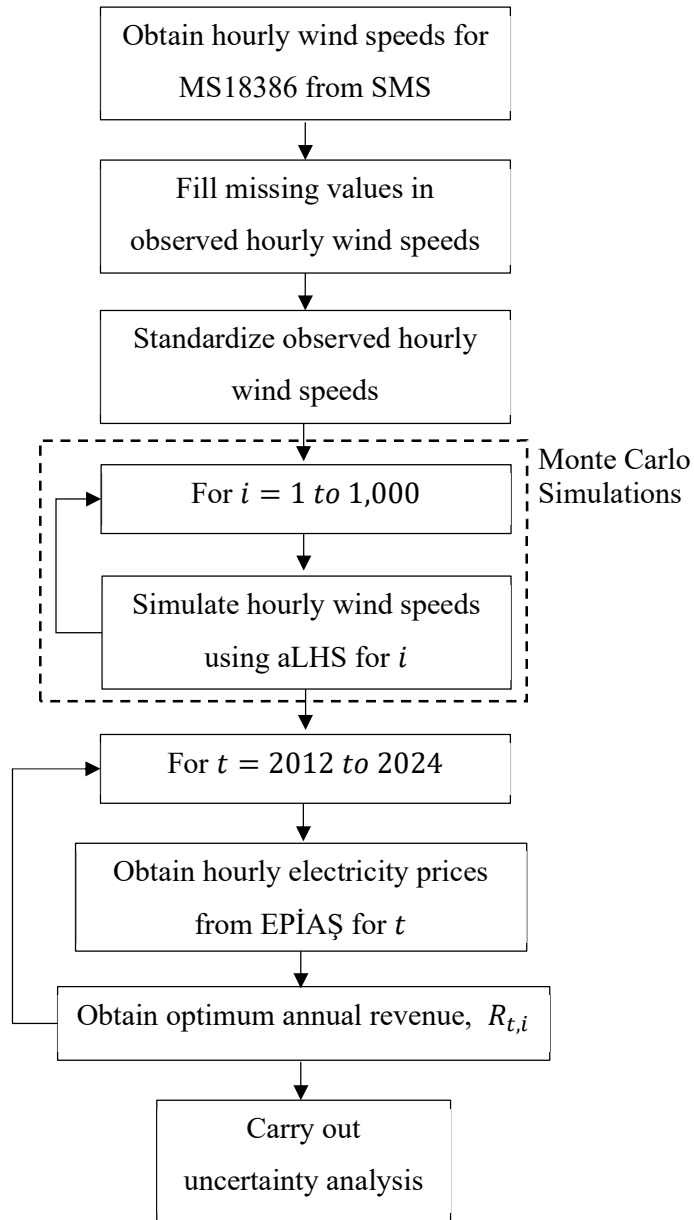 Obtain hourly wind speeds for
MS18386 from SMS
Fill missing values in
observed hourly wind speeds
Standardize observed hourly
wind speeds
Monte Carlo
Simulations
For i = 1 to 1,000
Simulate hourly wind speeds
using aLHS for i
For t = 2012 to 2024
Obtain hourly electricity prices
from EPİAŞ for t
Obtain optimum annual revenue, R_{t,i}
Carry out
uncertainty analysis